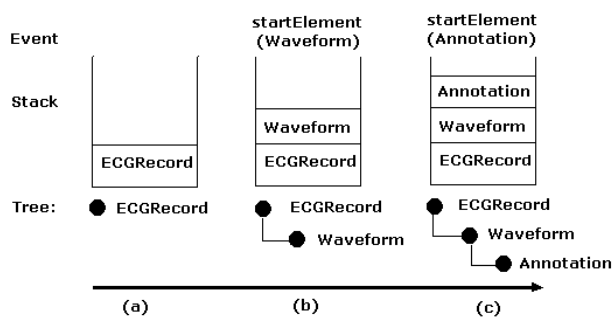 Event
startElement
(Waveform)
startElement
(Annotation)
Stack
ECGRecord
Waveform
ECGRecord
Annotation
Waveform
ECGRecord
Tree:
ECGRecord
ECGRecord
Waveform
ECGRecord
Waveform
Annotation
(a)
(b)
(c)